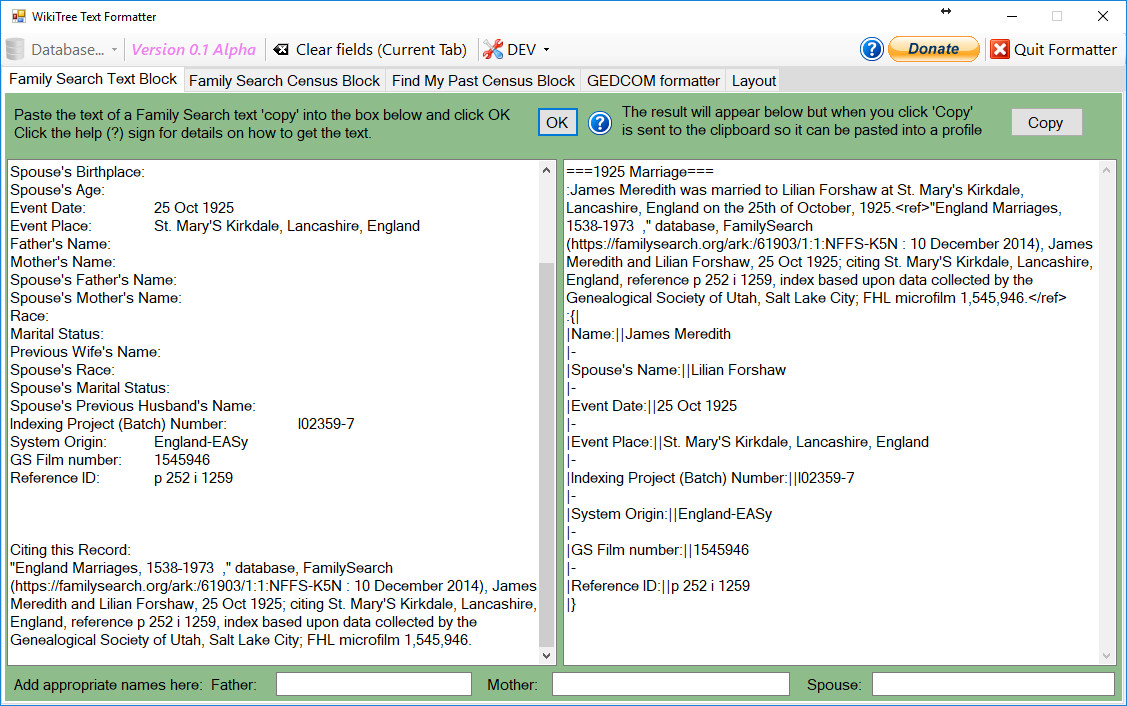 WikiTree Text Formatter
Database... Version 0.1 Alpha Clear fields (Current Tab) DEV ? Donate Quit Formatter
Family Search Text Block Family Search Census Block Find My Past Census Block GEDCOM formatter Layout
Paste the text of a Family Search text 'copy' into the box below and click OK
Click the help (?) sign for details on how to get the text.
OK
?
The result will appear below but when you click 'Copy'
is sent to the clipboard so it can be pasted into a profile
Copy
Spouse's Birthplace:
Spouse's Age:
Event Date: 25 Oct 1925
Event Place: St. Mary'S Kirkdale, Lancashire, England
Father's Name:
Mother's Name:
Spouse's Father's Name:
Spouse's Mother's Name:
Race:
Marital Status:
Previous Wife's Name:
Spouse's Race:
Spouse's Marital Status:
Spouse's Previous Husband's Name:
Indexing Project (Batch) Number: I02359-7
System Origin: England-EASy
GS Film number: 1545946
Reference ID: p 252 i 1259
Citing this Record:
"England Marriages, 1538-1973  ," database, FamilySearch
(https://familysearch.org/ark:/61903/1:1:NFFS-K5N : 10 December 2014), James
Meredith and Lilian Forshaw, 25 Oct 1925; citing St. Mary'S Kirkdale, Lancashire,
England, reference p 252 i 1259, index based upon data collected by the
Genealogical Society of Utah, Salt Lake City; FHL microfilm 1,545,946.
===1925 Marriage===
:James Meredith was married to Lilian Forshaw at St. Mary's Kirkdale,
Lancashire, England on the 25th of October, 1925.<ref>"England Marriages,
1538-1973  ," database, FamilySearch
(https://familysearch.org/ark:/61903/1:1:NFFS-K5N : 10 December 2014), James
Meredith and Lilian Forshaw, 25 Oct 1925; citing St. Mary'S Kirkdale, Lancashire,
England, reference p 252 i 1259, index based upon data collected by the
Genealogical Society of Utah, Salt Lake City; FHL microfilm 1,545,946.</ref>
:{|
|Name:||James Meredith
|-
|Spouse's Name:||Lilian Forshaw
|-
|Event Date:||25 Oct 1925
|-
|Event Place:||St. Mary'S Kirkdale, Lancashire, England
|-
|Indexing Project (Batch) Number:||I02359-7
|-
|System Origin:||England-EASy
|-
|GS Film number:||1545946
|-
|Reference ID:||p 252 i 1259
|}
Add appropriate names here: Father: Mother: Spouse: